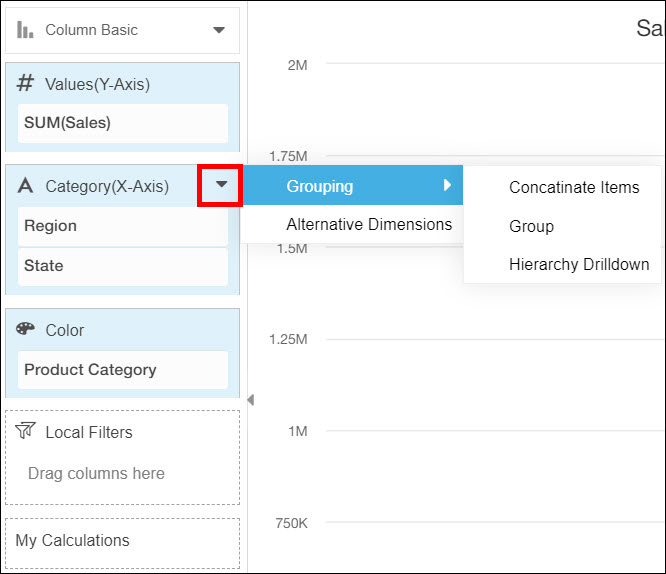 Column Basic
Values(Y-Axis)
SUM(Sales)
Category(X-Axis)
Region
State
Color
Product Category
Local Filters
Drag columns here
My Calculations
Grouping
Alternative Dimensions
Concatinate Items
Group
Hierarchy Drilldown
2M
1.75M
1.5M
1.25M
1M
750K